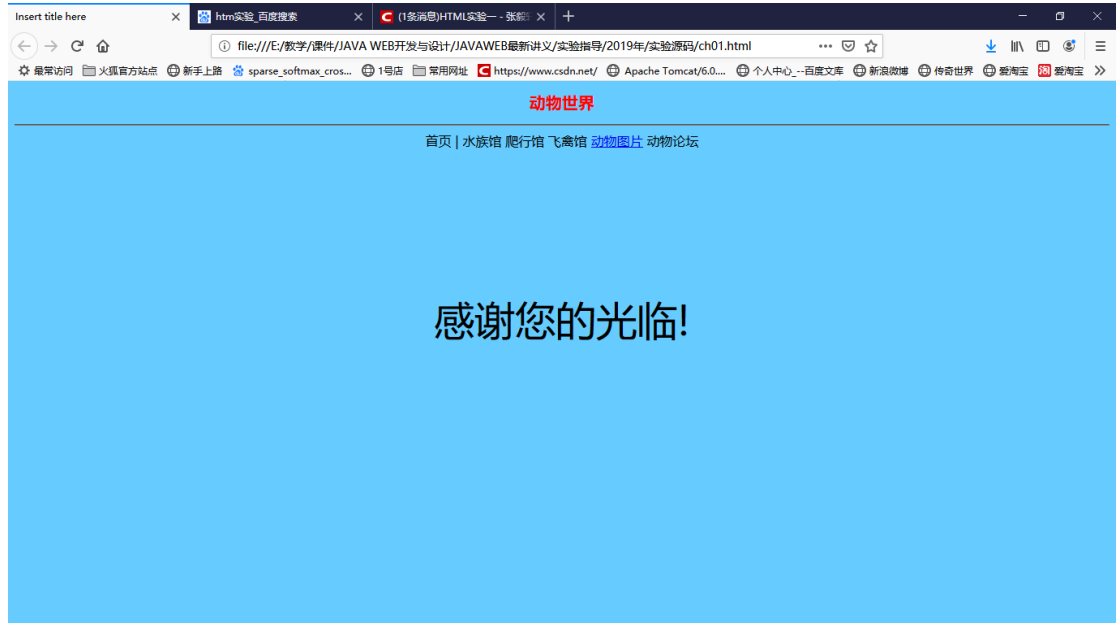 Insert title here
htm实验_百度搜索
(1条消息)HTML实验一 - 张毅
file:///E:/教学/课件/JAVA WEB开发与设计/JAVAWEB最新讲义/实验指导/2019年/实验源码/ch01.html
最常访问 火狐官方站点 新手上路 sparse_softmax_cros... 1号店 常用网址 https://www.csdn.net/ Apache Tomcat/6.0.... 个人中心_--百度文库 新浪微博 传奇世界 爱淘宝 淘 爱淘宝
动物世界
首页 | 水族馆 爬行馆 飞禽馆 动物图片 动物论坛
感谢您的光临!